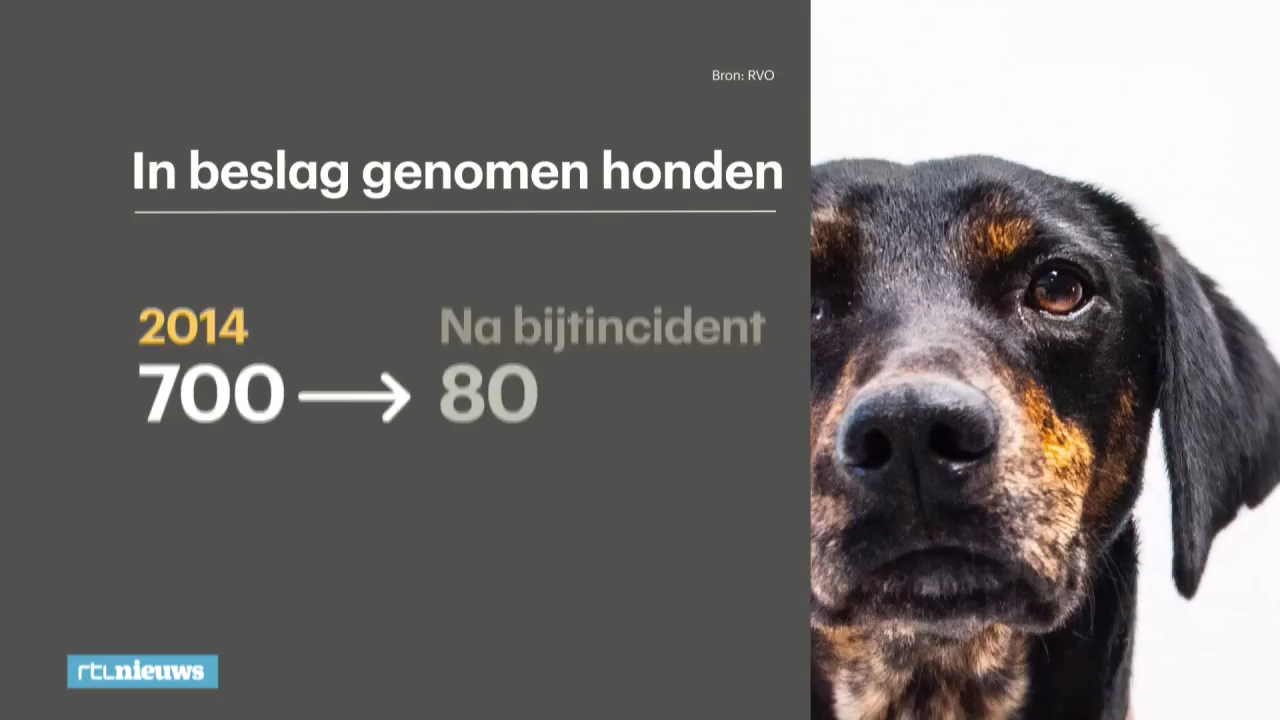 Bron: RVO
In beslag genomen honden
2014
Na bijtincident
700
80
rtlnieuws